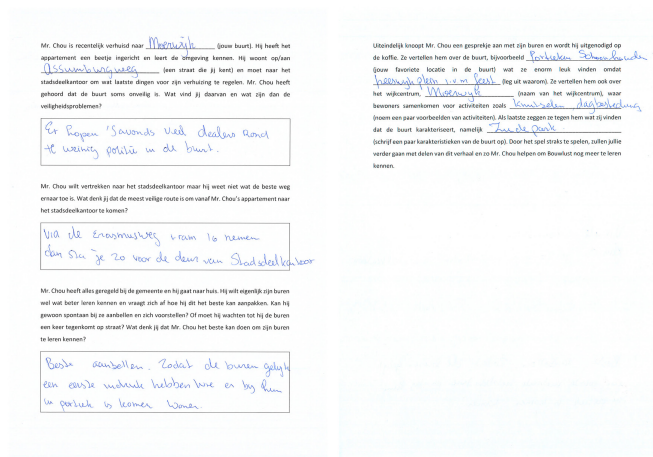 Mr. Chou is recentelijk verhuisd naar Moerwijk (jouw buurt). Hij heeft het
appartement een beetje ingericht en leert de omgeving kennen. Hij woont op/aan
Assumburgweg (een straat die jij kent) en moet naar het
stadsdeelkantoor om wat laatste dingen voor zijn verhuizing te regelen. Mr. Chou heeft
gehoord dat de buurt soms onveilig is. Wat vind jij daarvan en wat zijn dan de
veiligheidsproblemen?
Er lopen 'Savonds veel dealers rond
te weinig politie in de buurt.
Mr. Chou wilt vertrekken naar het stadsdeelkantoor maar hij weet niet wat de beste weg
ernaar toe is. Wat denk jij dat de meest veilige route is om vanaf Mr. Chou's appartement naar
het stadsdeelkantoor te komen?
Via de Erasmusweg tram 16 nemen
dan sta je zo voor de deur van Stadsdeelkantoor
Mr. Chou heeft alles geregeld bij de gemeente en hij gaat naar huis. Hij wilt eigenlijk zijn buren
wel wat beter leren kennen en vraagt zich af hoe hij dit het beste kan aanpakken. Kan hij
gewoon spontaan bij ze aanbellen en zich voorstellen? Of moet hij wachten tot hij de buren
een keer tegenkomt op straat? Wat denk jij dat Mr. Chou het beste kan doen om zijn buren
te leren kennen?
Beste aanbellen. Zodat de buren gelijk
een eerste indruk hebben wie er bij hun
in portiek is komen wonen.
Uiteindelijk knoopt Mr. Chou een gesprekje aan met zijn buren en wordt hij uitgenodigd op
de koffie. Ze vertellen hem over de buurt, bijvoorbeeld Portieken Schoonhouden
(jouw favoriete locatie in de buurt) wat ze enorm leuk vinden omdat
heeswijkplein i.v.m feest (leg uit waarom). Ze vertellen hem ook over
het wijkcentrum, Moerwijk (naam van het wijkcentrum), waar
bewoners samenkomen voor activiteiten zoals knutselen dagbesteding
(noem een paar voorbeelden van activiteiten). Als laatste zeggen ze tegen hem wat zij vinden
dat de buurt karakteriseert, namelijk Zuiderpark.
(schrijf een paar karakteristieken van de buurt op). Door het spel straks te spelen, zullen jullie
verder gaan met delen van dit verhaal en zo Mr. Chou helpen om Bouwlust nog meer te leren
kennen.